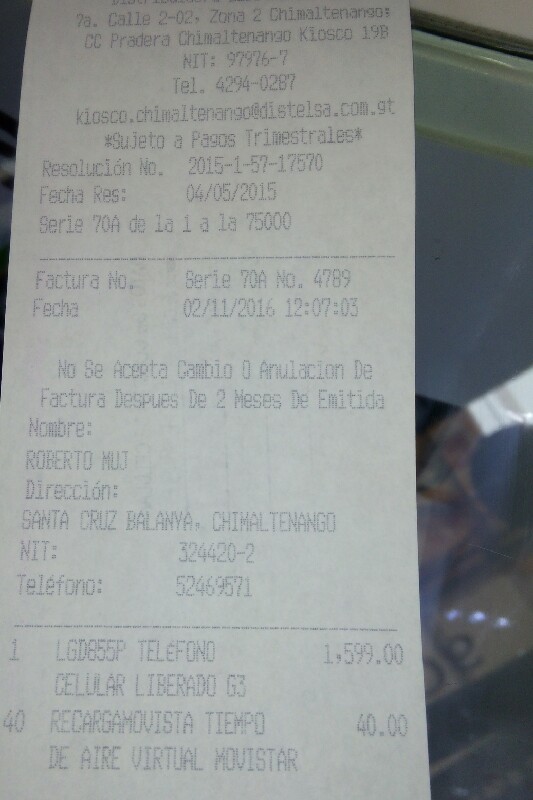 7a. Calle 2-02, Zona 2 Chimaltenango;
CC Pradera Chimaltenango Kiosco 19B
NIT: 97976-7
Tel. 4294-0287
kiosco.chimaltenango@distelsa.com.gt
*Sujeto a Pagos Trimestrales*
Resolución No. 2015-1-57-17570
Fecha Res: 04/05/2015
Serie 70A de la 1 a la 75000
Factura No. Serie 70A No. 4789
Fecha 02/11/2016 12:07:03
No Se Acepta Cambio O Anulacion De
Factura Despues De 2 Meses De Emitida
Nombre:
ROBERTO MUJ
Dirección:
SANTA CRUZ BALANYA, CHIMALTENANGO
NIT: 324420-2
Teléfono: 52469571
1 LGD855P TELEFONO 1,599.00
CELULAR LIBERADO G3
40 RECARGAMOVISTA TIEMPO 40.00
DE AIRE VIRTUAL MOVISTAR